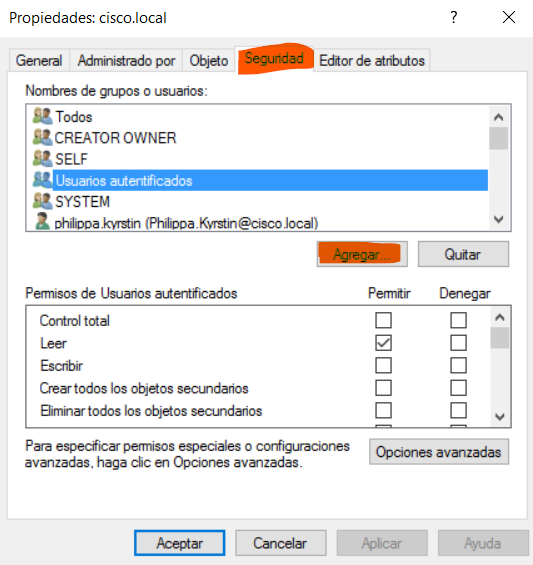 Propiedades: cisco.local
?
General Administrado por Objeto Seguridad Editor de atributos
Nombres de grupos o usuarios:
Todos
CREATOR OWNER
SELF
Usuarios autentificados
SYSTEM
philippa.kyrstin (Philippa.Kyrstin@cisco.local)
Agregar... Quitar
Permisos de Usuarios autentificados Permitir Denegar
Control total
Leer
Escribir
Crear todos los objetos secundarios
Eliminar todos los objetos secundarios
Para especificar permisos especiales o configuraciones
avanzadas, haga clic en Opciones avanzadas.
Opciones avanzadas
Aceptar Cancelar Aplicar Ayuda